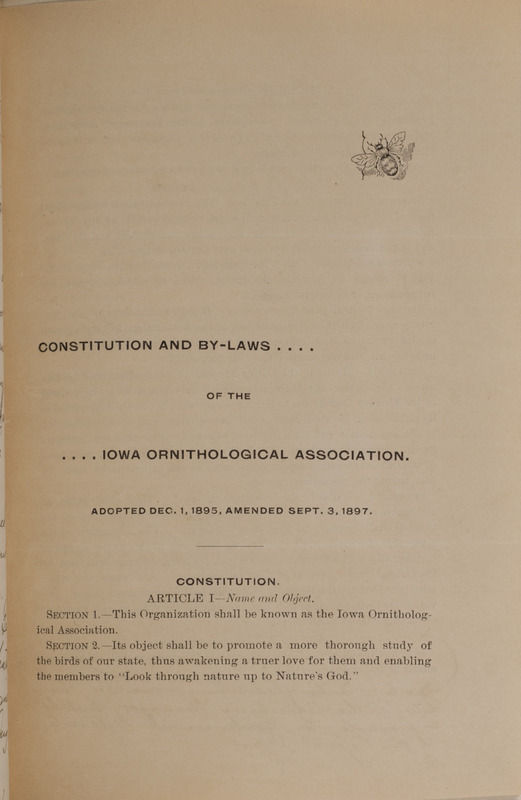 CONSTITUTION AND BY-LAWS ....
OF THE
.... IOWA ORNITHOLOGICAL ASSOCIATION.
ADOPTED DEC. 1, 1895, AMENDED SEPT. 3, 1897.
CONSTITUTION.
ARTICLE I—Name and Object.
SECTION 1.—This Organization shall be known as the Iowa Ornitholog-
ical Association.
SECTION 2.—Its object shall be to promote a more thorough study of
the birds of our state, thus awakening a truer love for them and enabling
the members to "Look through nature up to Nature's God."